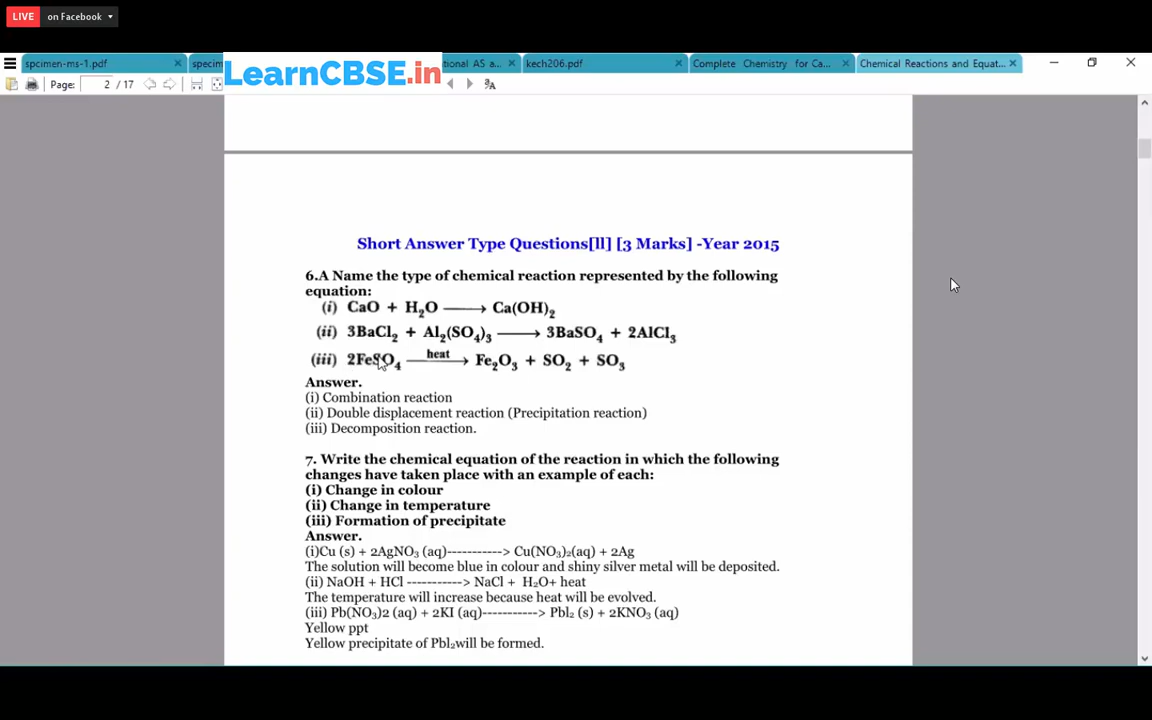 LIVE on Facebook
spcimen-ms-1.pdf specim LearnCBSE.in tional AS a... kech206.pdf Complete Chemistry for Ca... Chemical Reactions and Equat...
Page: 2 / 17
Short Answer Type Questions[ll] [3 Marks] -Year 2015
6.A Name the type of chemical reaction represented by the following
equation:
(i) CaO + H₂O ⟶ Ca(OH)₂
(ii) 3BaCl₂ + Al₂(SO₄)₃ ⟶ 3BaSO₄ + 2AlCl₃
(iii) 2FeSO₄ heat⟶ Fe₂O₃ + SO₂ + SO₃
Answer.
(i) Combination reaction
(ii) Double displacement reaction (Precipitation reaction)
(iii) Decomposition reaction.
7. Write the chemical equation of the reaction in which the following
changes have taken place with an example of each:
(i) Change in colour
(ii) Change in temperature
(iii) Formation of precipitate
Answer.
(i)Cu (s) + 2AgNO₃ (aq)-----------> Cu(NO₃)₂(aq) + 2Ag
The solution will become blue in colour and shiny silver metal will be deposited.
(ii) NaOH + HCl -----------> NaCl + H₂O+ heat
The temperature will increase because heat will be evolved.
(iii) Pb(NO₃)2 (aq) + 2KI (aq)-----------> Pbl₂ (s) + 2KNO₃ (aq)
Yellow ppt
Yellow precipitate of Pbl₂will be formed.